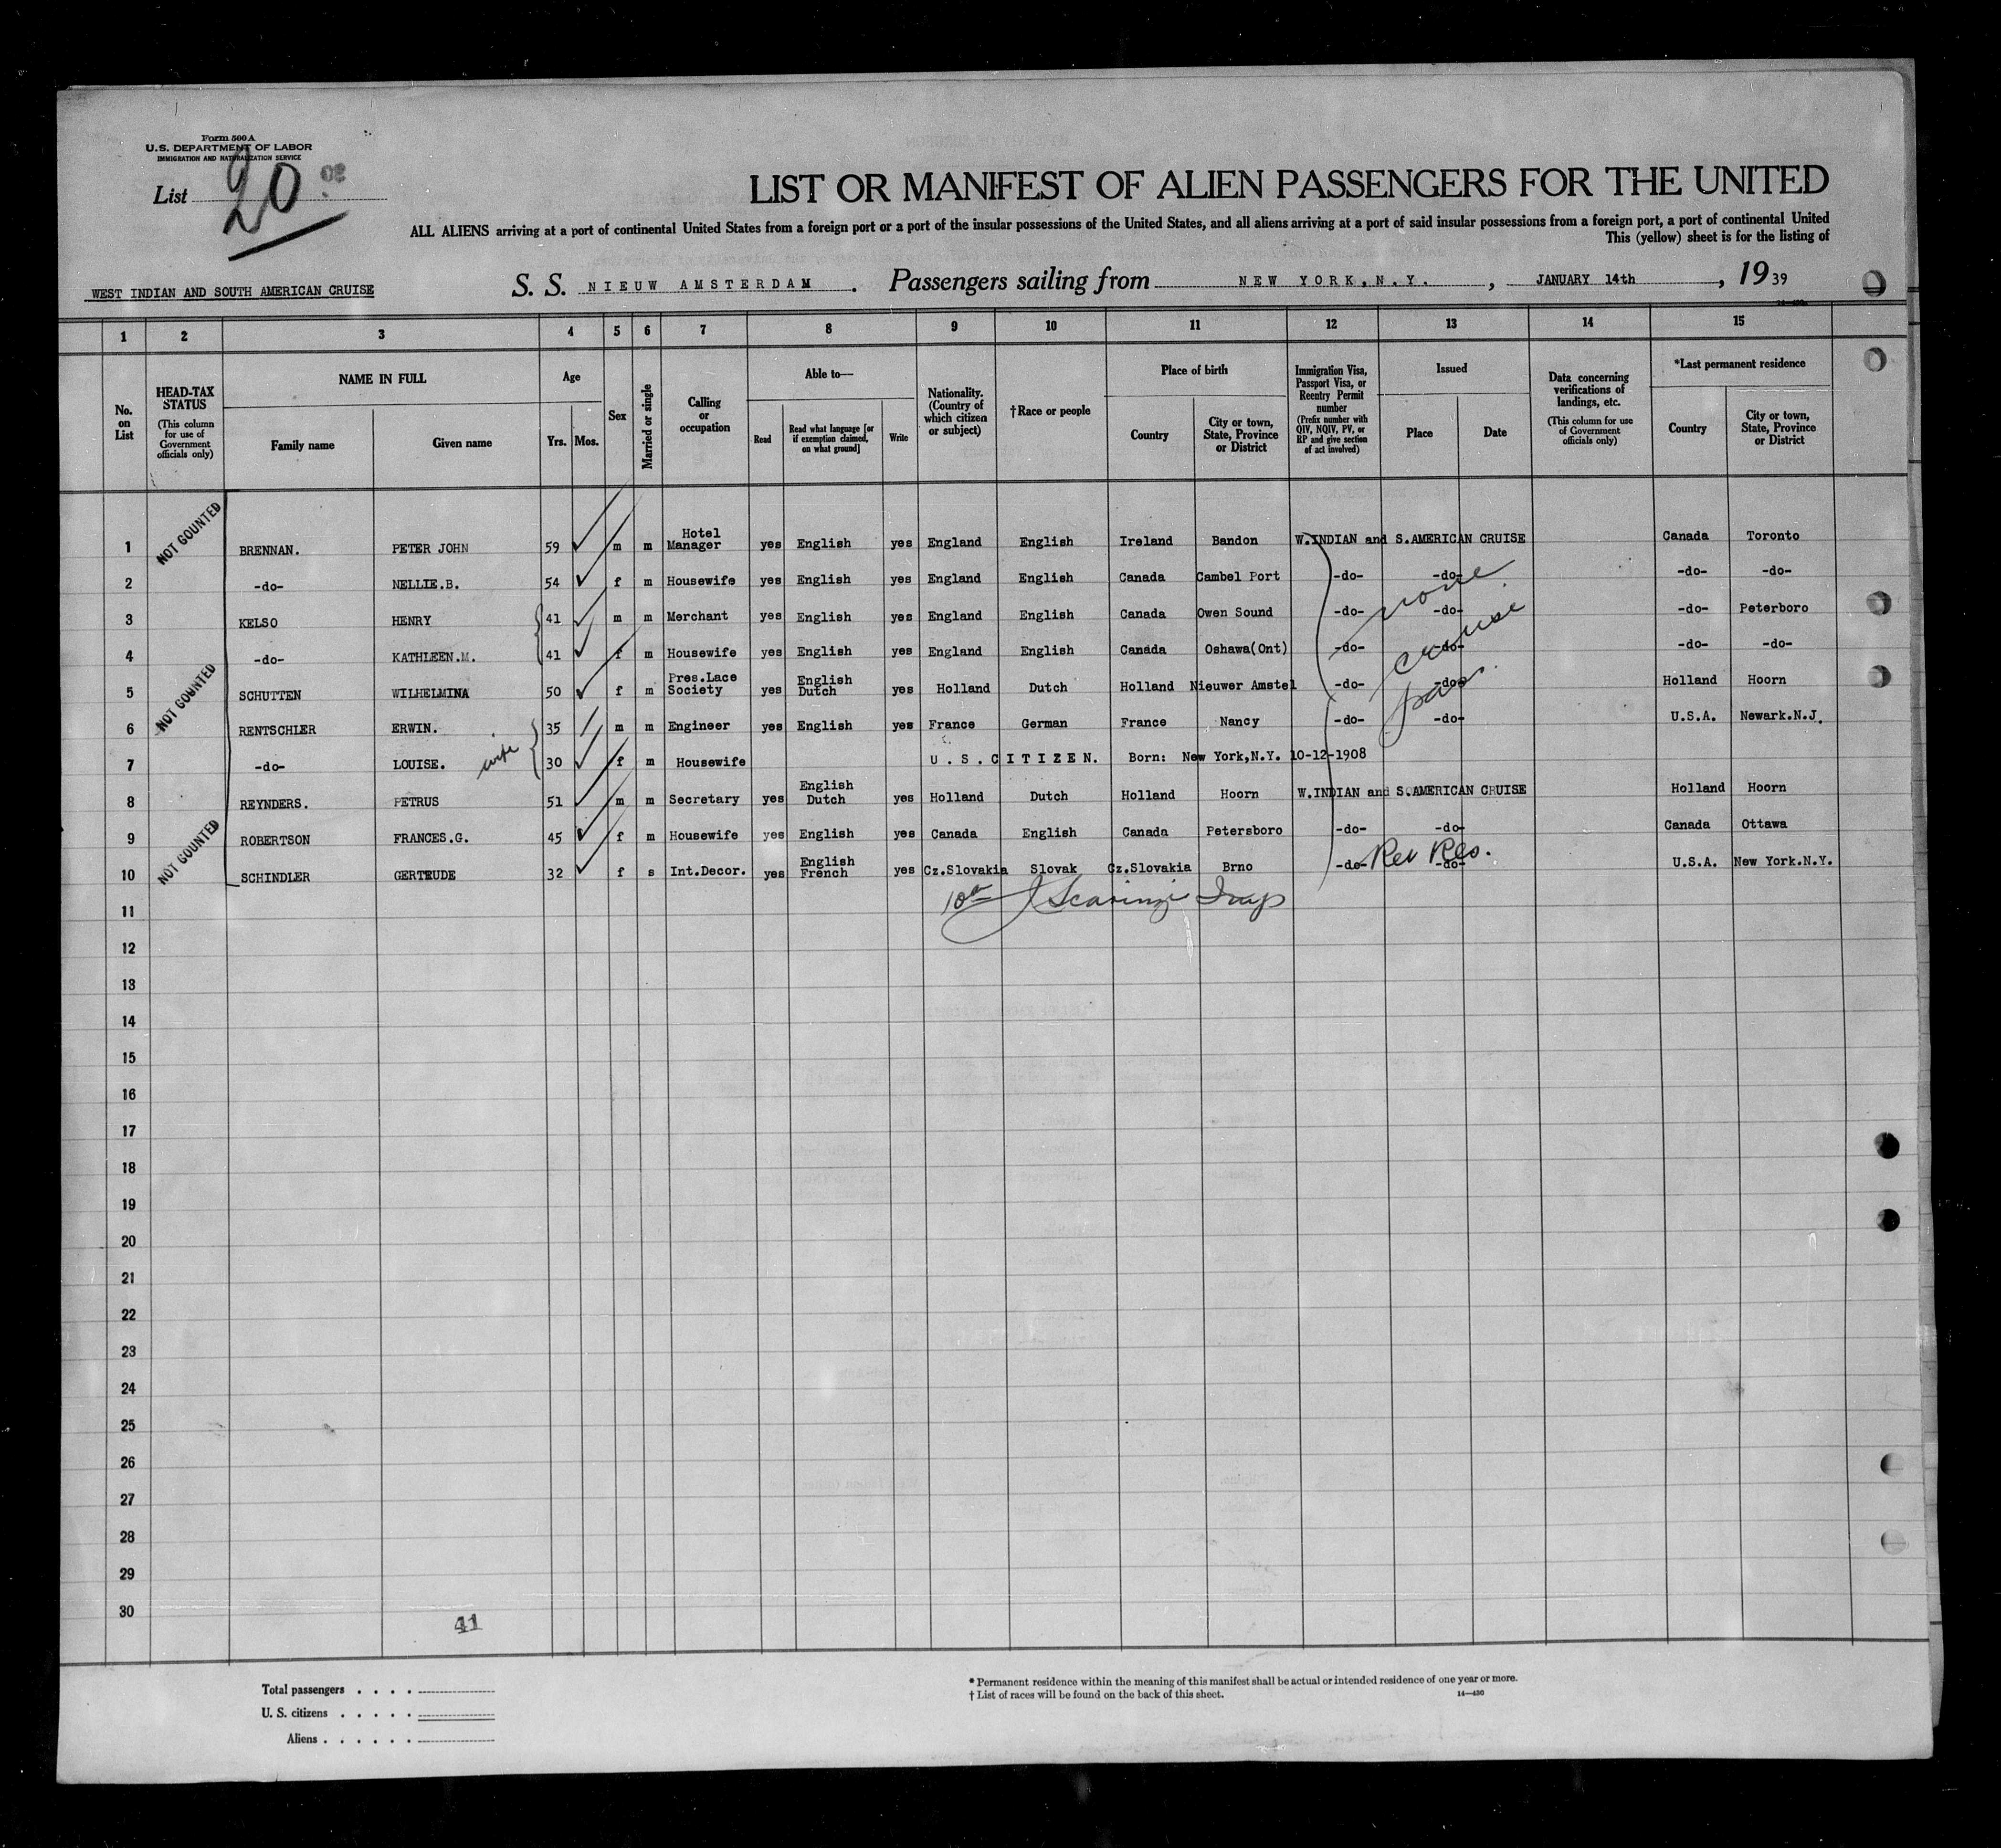 Form 500 A
U.S. DEPARTMENT OF LABOR
IMMIGRATION AND NATURALIZATION SERVICE
List 20
LIST OR MANIFEST OF ALIEN PASSENGERS FOR THE UNITED
ALL ALIENS arriving at a port of continental United States from a foreign port or a port of the insular possessions of the United States, and all aliens arriving at a port of said insular possessions from a foreign port, a port of continental United
This (yellow) sheet is for the listing of
WEST INDIAN AND SOUTH AMERICAN CRUISE
S. S. NIEUW AMSTERDAM . Passengers sailing from NEW YORK, N.Y. , JANUARY 14th , 19 39
1 2 3 4 5 6 7 8 9 10 11 12 13 14 15
No. on List
HEAD-TAX STATUS
(This column for use of Government officials only)
NAME IN FULL
Family name Given name
Age
Yrs. Mos.
Sex
Married or single
Calling or occupation
Able to—
Read
Read what language [or if exemption claimed, on what ground]
Write
Nationality. (Country of which citizen or subject)
†Race or people
Place of birth
Country
City or town, State, Province or District
Immigration Visa, Passport Visa, or Reentry Permit number
(Prefix number with QIV, NQIV, PV, or RP and give section of act involved)
Issued
Place Date
Data concerning verifications of landings, etc.
(This column for use of Government officials only)
*Last permanent residence
Country
City or town, State, Province or District
NOT COUNTED
1 BRENNAN. PETER JOHN 59 m m Hotel Manager yes English yes England English Ireland Bandon W.INDIAN and S.AMERICAN CRUISE Canada Toronto
2 -do- NELLIE.B. 54 f m Housewife yes English yes England English Canada Cambel Port -do- -do- -do- -do-
3 KELSO HENRY 41 m m Merchant yes English yes England English Canada Owen Sound -do- -do- -do- Peterboro
4 -do- KATHLEEN.M. 41 f m Housewife yes English yes England English Canada Oshawa(Ont) -do- -do- -do- -do-
NOT COUNTED
5 SCHUTTEN WILHELMINA 50 f m Pres.Lace Society yes English Dutch yes Holland Dutch Holland Nieuwer Amstel -do- -do- Holland Hoorn
6 RENTSCHLER ERWIN. 35 m m Engineer yes English yes France German France Nancy -do- -do- U.S.A. Newark.N.J.
7 -do- LOUISE. wife 30 f m Housewife U.S.CITIZEN. Born: New York,N.Y. 10-12-1908
8 REYNDERS. PETRUS 51 m m Secretary yes English Dutch yes Holland Dutch Holland Hoorn W.INDIAN and S.AMERICAN CRUISE Holland Hoorn
NOT COUNTED
9 ROBERTSON FRANCES.G. 45 f m Housewife yes English yes Canada English Canada Petersboro -do- -do- Canada Ottawa
10 SCHINDLER GERTRUDE 32 f s Int.Decor. yes English French yes Cz.Slovakia Slovak Cz.Slovakia Brno -do- -do- U.S.A. New York.N.Y.
none
cruise
pas.
11
12
13
14
15
16
17
18
19
20
21
22
23
24
25
26
27
28
29
30
41
Total passengers . . . .
U. S. citizens . . . . .
Aliens . . . . . .
* Permanent residence within the meaning of this manifest shall be actual or intended residence of one year or more.
† List of races will be found on the back of this sheet.
14—430